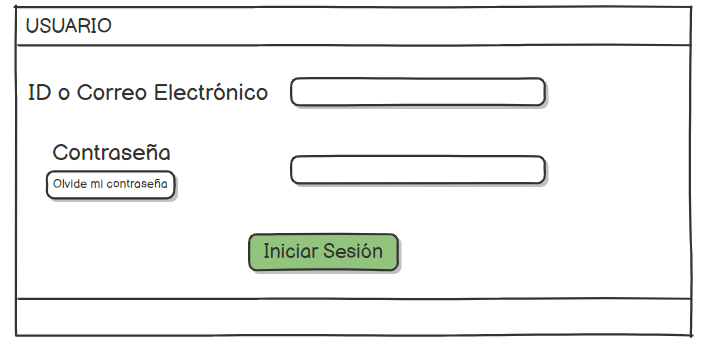 USUARIO
ID o Correo Electrónico
Contraseña
Olvide mi contraseña
Iniciar Sesión